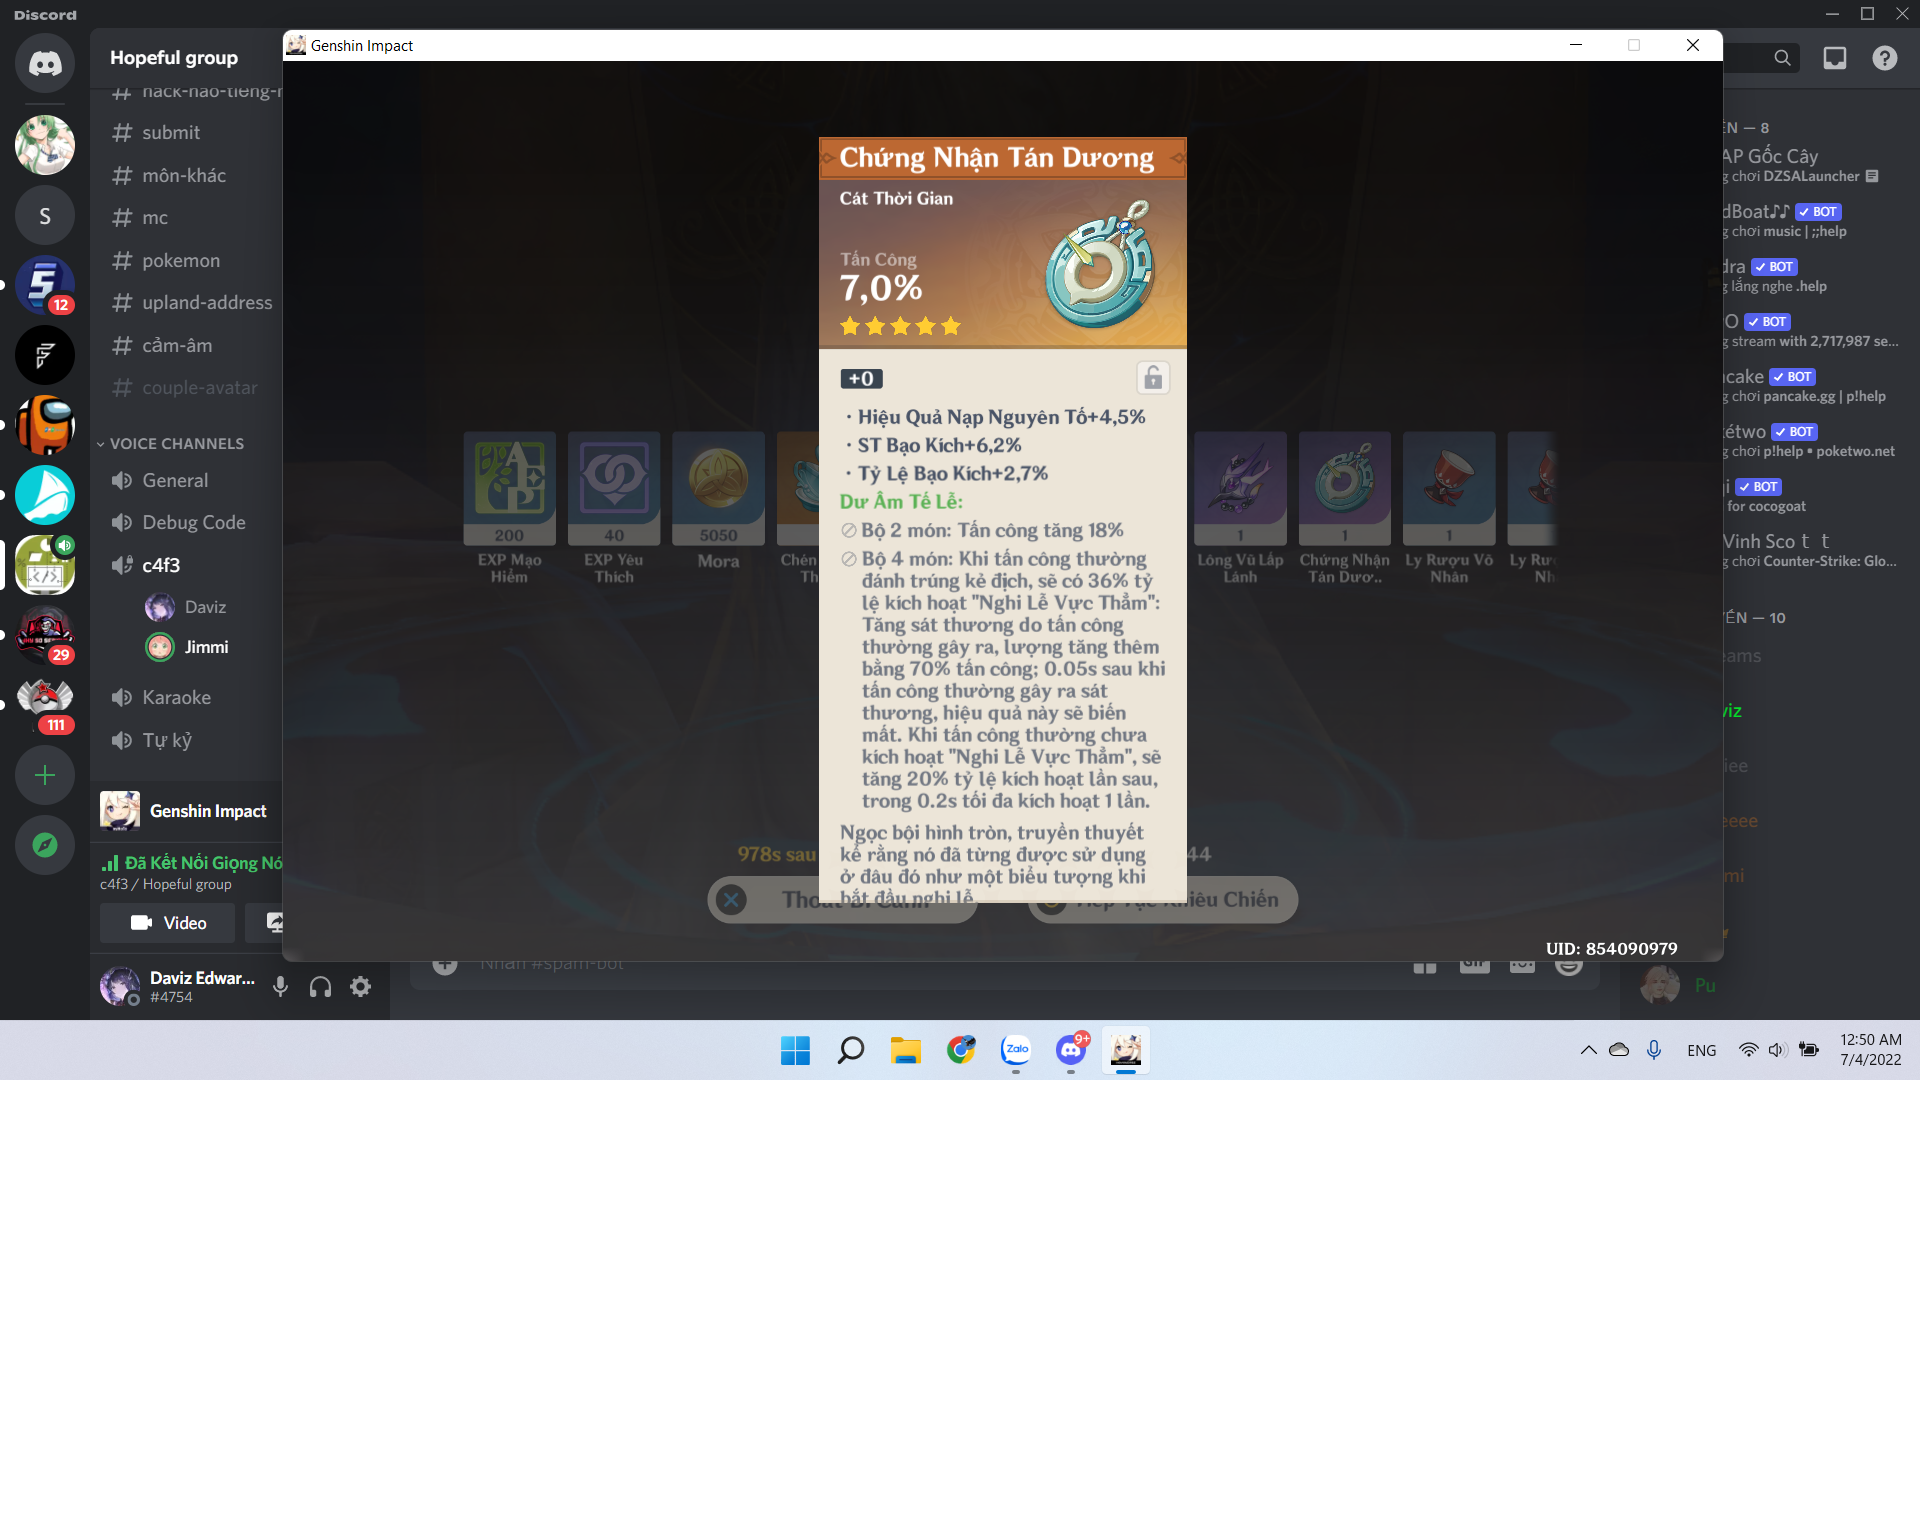 Discord
Hopeful group
submit
môn-khác
mc
pokemon
upland-address
cảm-âm
couple-avatar
VOICE CHANNELS
General
Debug Code
c4f3
Daviz
Jimmi
Karaoke
Tự kỷ
Genshin Impact
Đã Kết Nối Giọng Nó
c4f3 / Hopeful group
Video
Daviz Edwar...
#4754
S
12
29
111
Genshin Impact
Chứng Nhận Tán Dương
Cát Thời Gian
Tấn Công
7,0%
+0
· Hiệu Quả Nạp Nguyên Tố+4,5%
· ST Bạo Kích+6,2%
· Tỷ Lệ Bạo Kích+2,7%
Dư Âm Tế Lễ:
Bộ 2 món: Tấn công tăng 18%
Bộ 4 món: Khi tấn công thường
đánh trúng kẻ địch, sẽ có 36% tỷ
lệ kích hoạt "Nghi Lễ Vực Thẳm":
Tăng sát thương do tấn công
thường gây ra, lượng tăng thêm
bằng 70% tấn công; 0.05s sau khi
tấn công thường gây ra sát
thương, hiệu quả này sẽ biến
mất. Khi tấn công thường chưa
kích hoạt "Nghi Lễ Vực Thẳm", sẽ
tăng 20% tỷ lệ kích hoạt lần sau,
trong 0.2s tối đa kích hoạt 1 lần.
Ngọc bội hình tròn, truyền thuyết
kể rằng nó đã từng được sử dụng
ở đâu đó như một biểu tượng khi
bắt đầu nghi lễ.
200
EXP Mạo
Hiểm
40
EXP Yêu
Thích
5050
Mora
Chén
Th
1
Lông Vũ Lấp
Lánh
1
Chứng Nhận
Tán Dươ..
1
Ly Rượu Võ
Nhân
Ly Rư
Nh
978s sau
44
Khiêu Chiến
UID: 854090979
Nhắn #spam-bot
ẾN — 8
AP Gốc Cây
g chơi DZSALauncher
dBoat♪♪ BOT
g chơi music | ;;help
dra BOT
g lắng nghe .help
O BOT
g stream with 2,717,987 se...
cake BOT
g chơi pancake.gg | p!help
étwo BOT
g chơi p!help • poketwo.net
i BOT
for cocogoat
Vinh Sco t t
g chơi Counter-Strike: Glo...
YẾN — 10
eams
viz
iee
eeee
mi
Pu
Zalo
9+
ENG
12:50 AM
7/4/2022